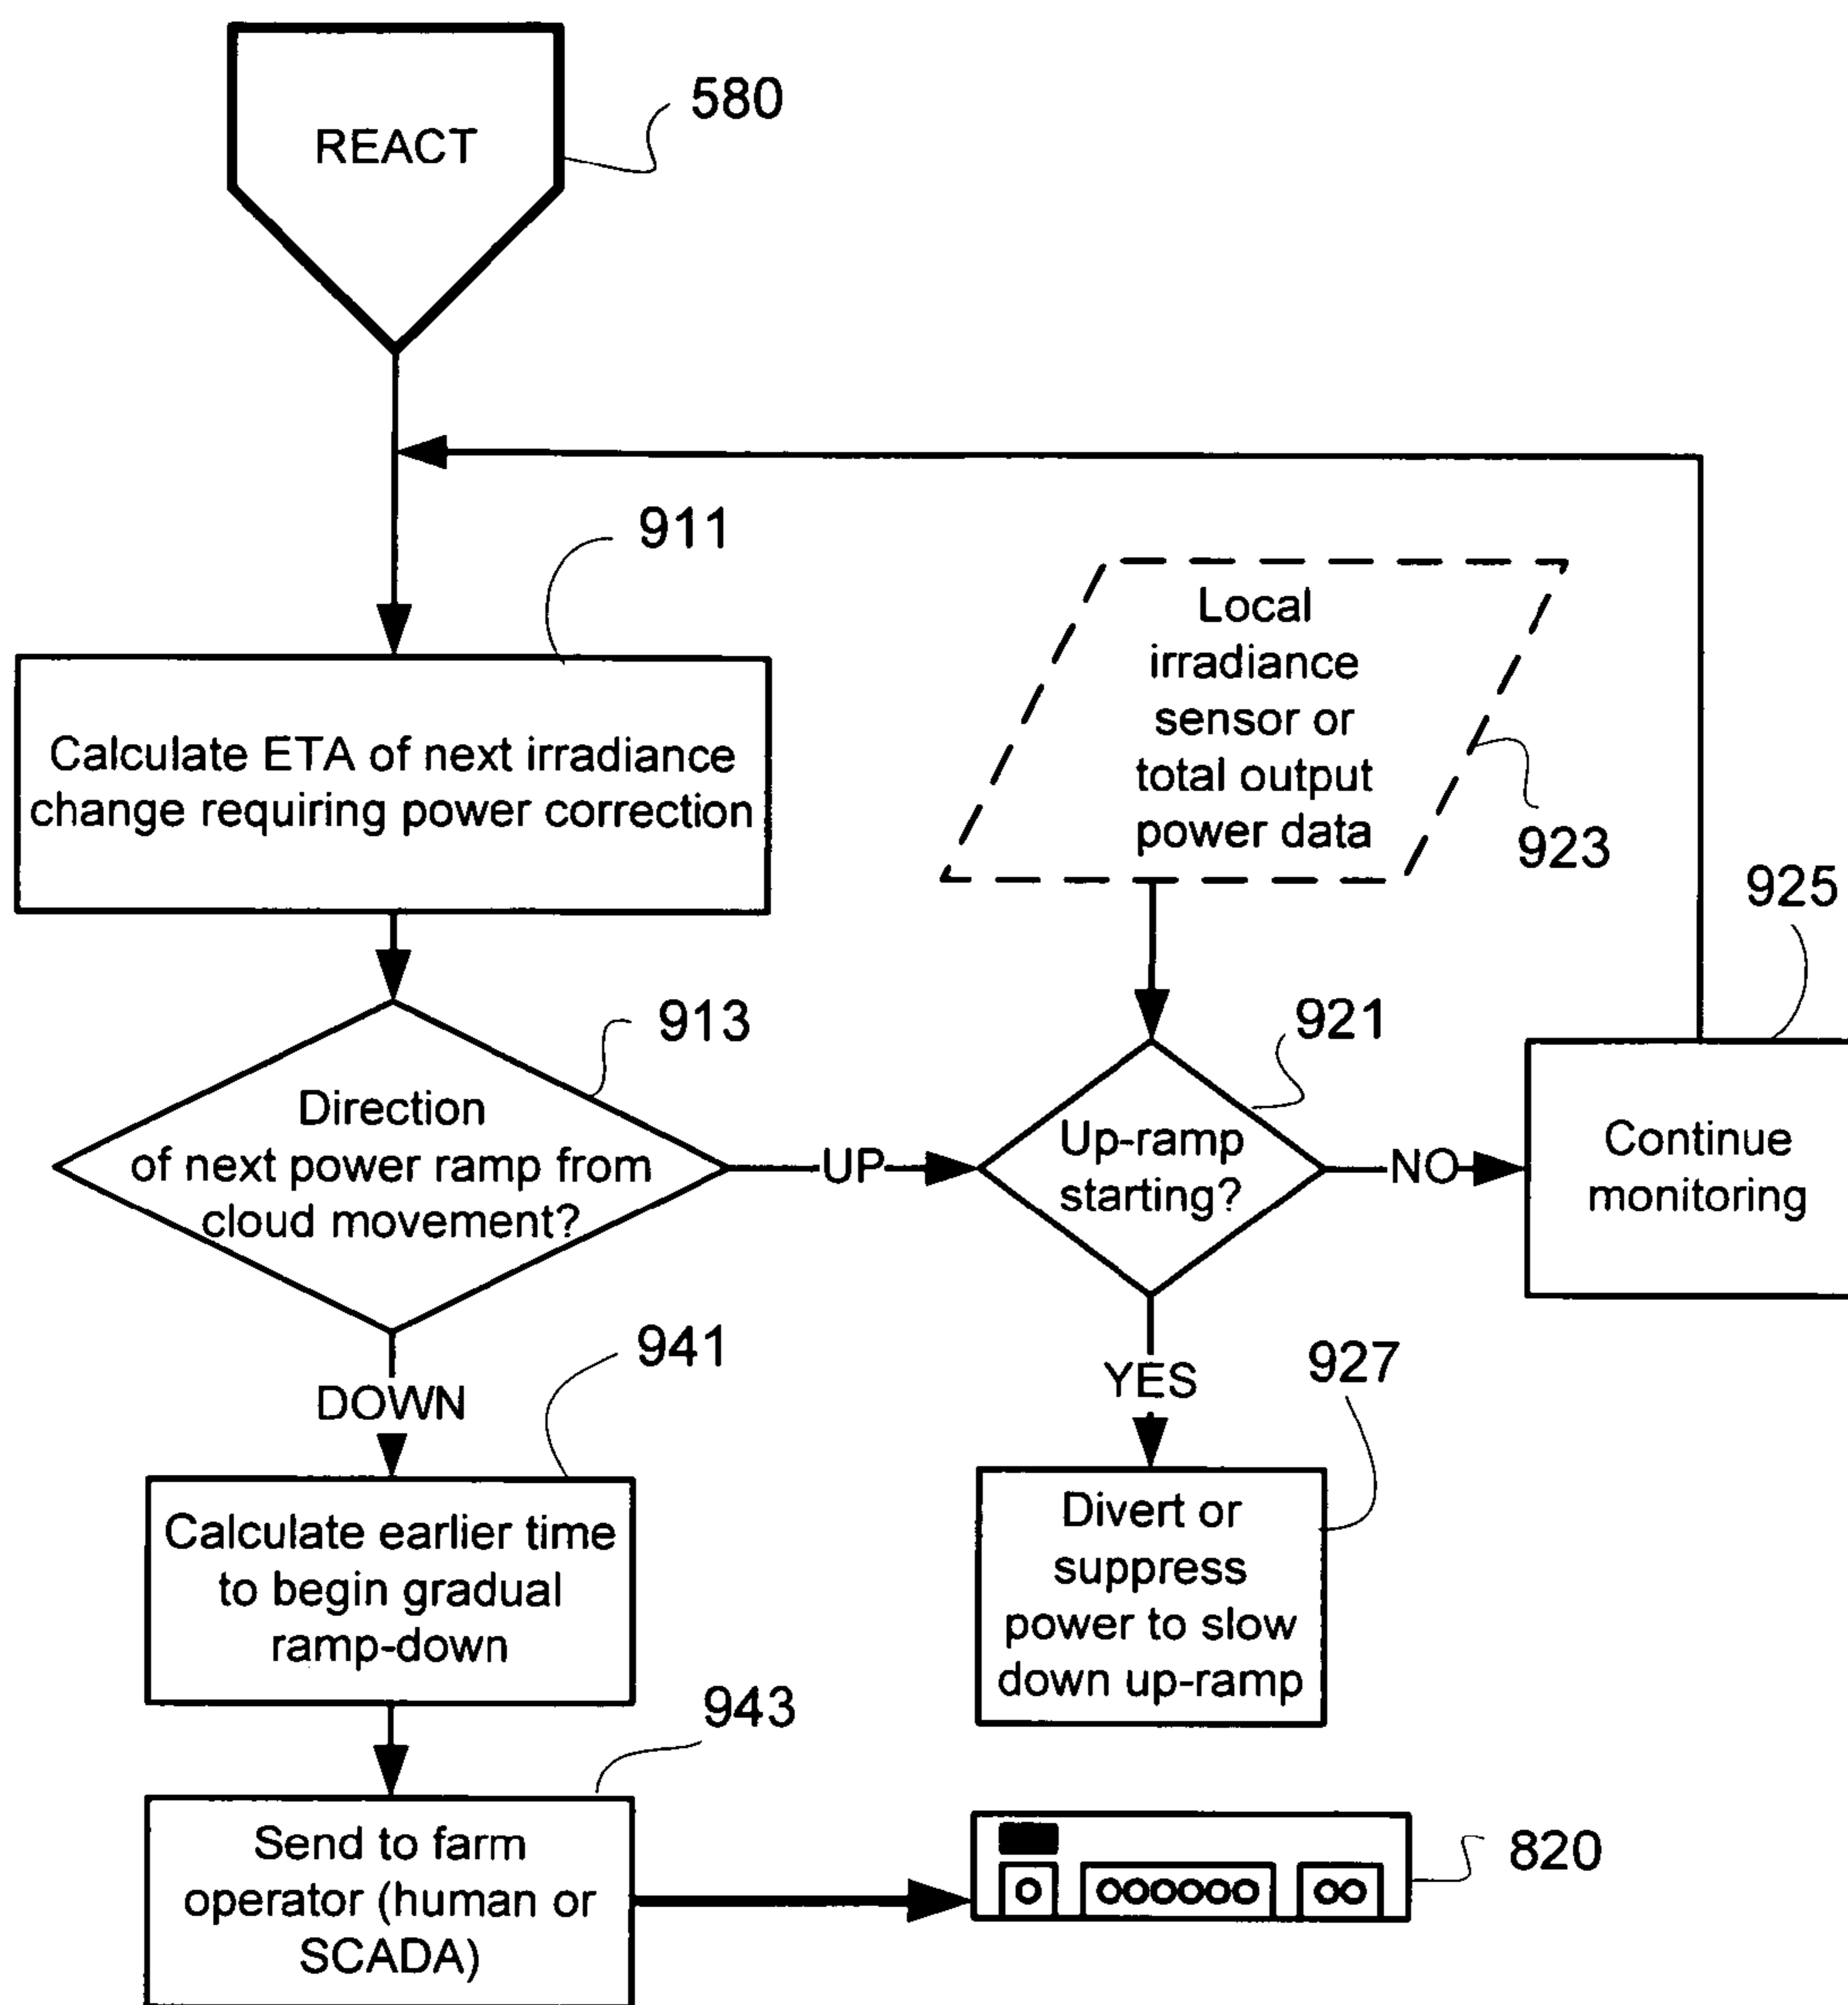 REACT
580
911
Calculate ETA of next irradiance
change requiring power correction
Local
irradiance
sensor or
total output
power data
923
925
913
Direction
of next power ramp from
cloud movement?
UP
921
Up-ramp
starting?
NO
Continue
monitoring
DOWN
941
YES
927
Calculate earlier time
to begin gradual
ramp-down
Divert or
suppress
power to slow
down up-ramp
943
Send to farm
operator (human or
SCADA)
820